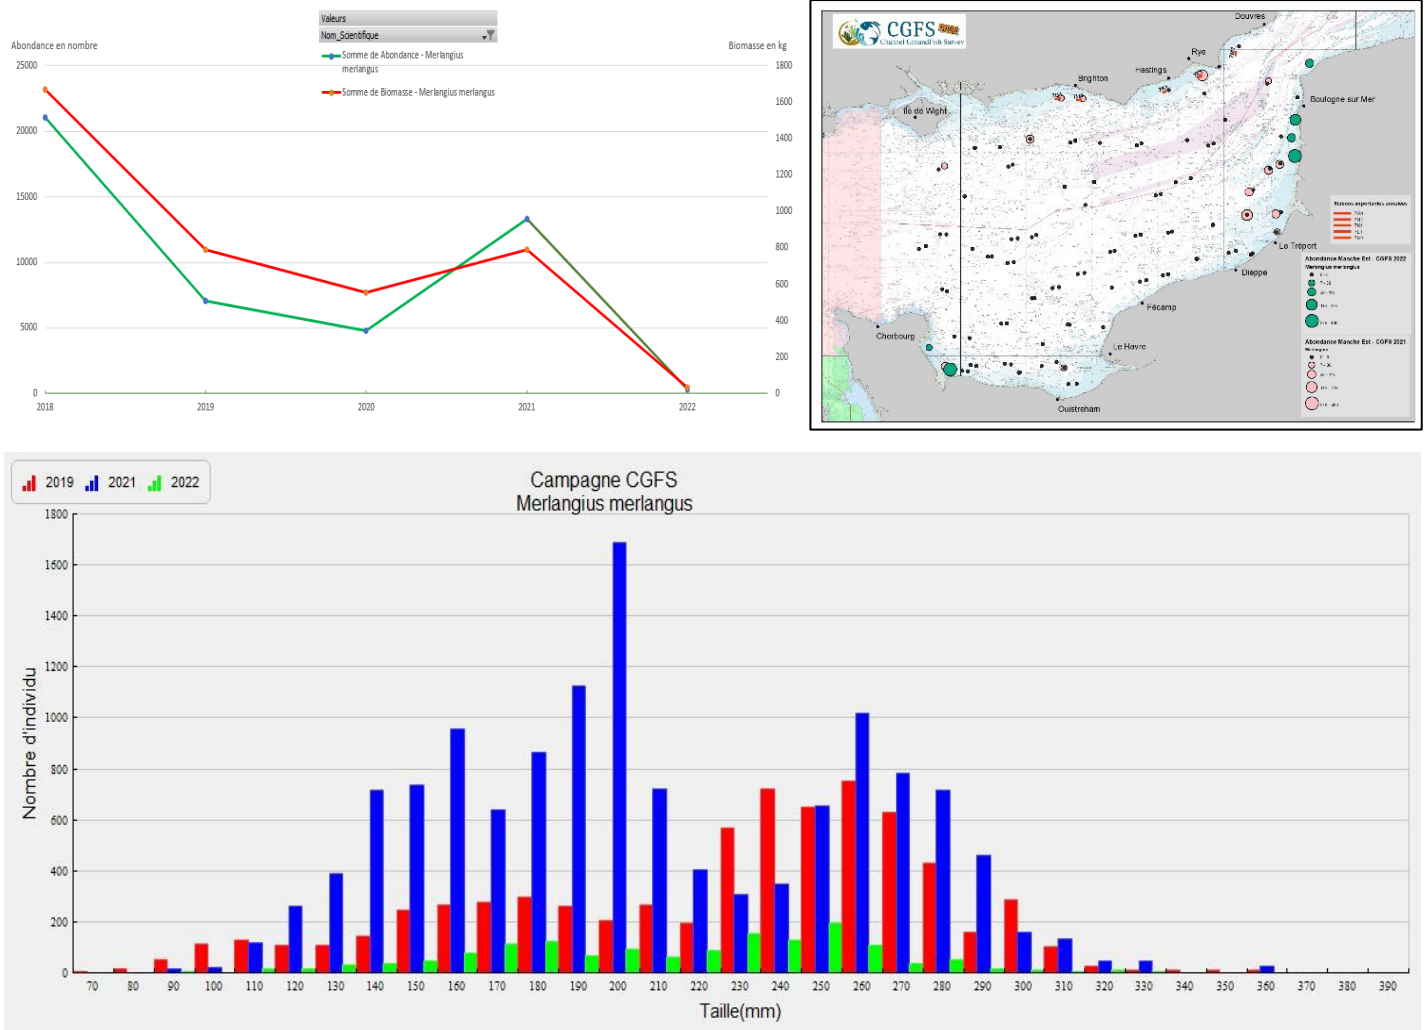 Valeurs
Nom_Scientifique
Abondance en nombre
Somme de Abondance - Merlangius
merlangus
Somme de Biomasse - Merlangius merlangus
Biomasse en kg
25000
20000
15000
10000
5000
0
1800
1600
1400
1200
1000
800
600
400
200
0
2018
2019
2020
2021
2022
CGFS
Channel GroundFish Survey
Douvres
Rye
Hastings
Brighton
Ile de Wight
Boulogne sur Mer
Le Tréport
Dieppe
Fécamp
Cherbourg
Le Havre
Ouistreham
Stations importantes annulées
Abondance Manche Est - CGFS 2022
Merlangius merlangus
Abondance Manche Est - CGFS 2021
2019
2021
2022
Campagne CGFS
Merlangius merlangus
Nombre d'individu
1800
1600
1400
1200
1000
800
600
400
200
0
70 80 90 100 110 120 130 140 150 160 170 180 190 200 210 220 230 240 250 260 270 280 290 300 310 320 330 340 350 360 370 380 390
Taille(mm)